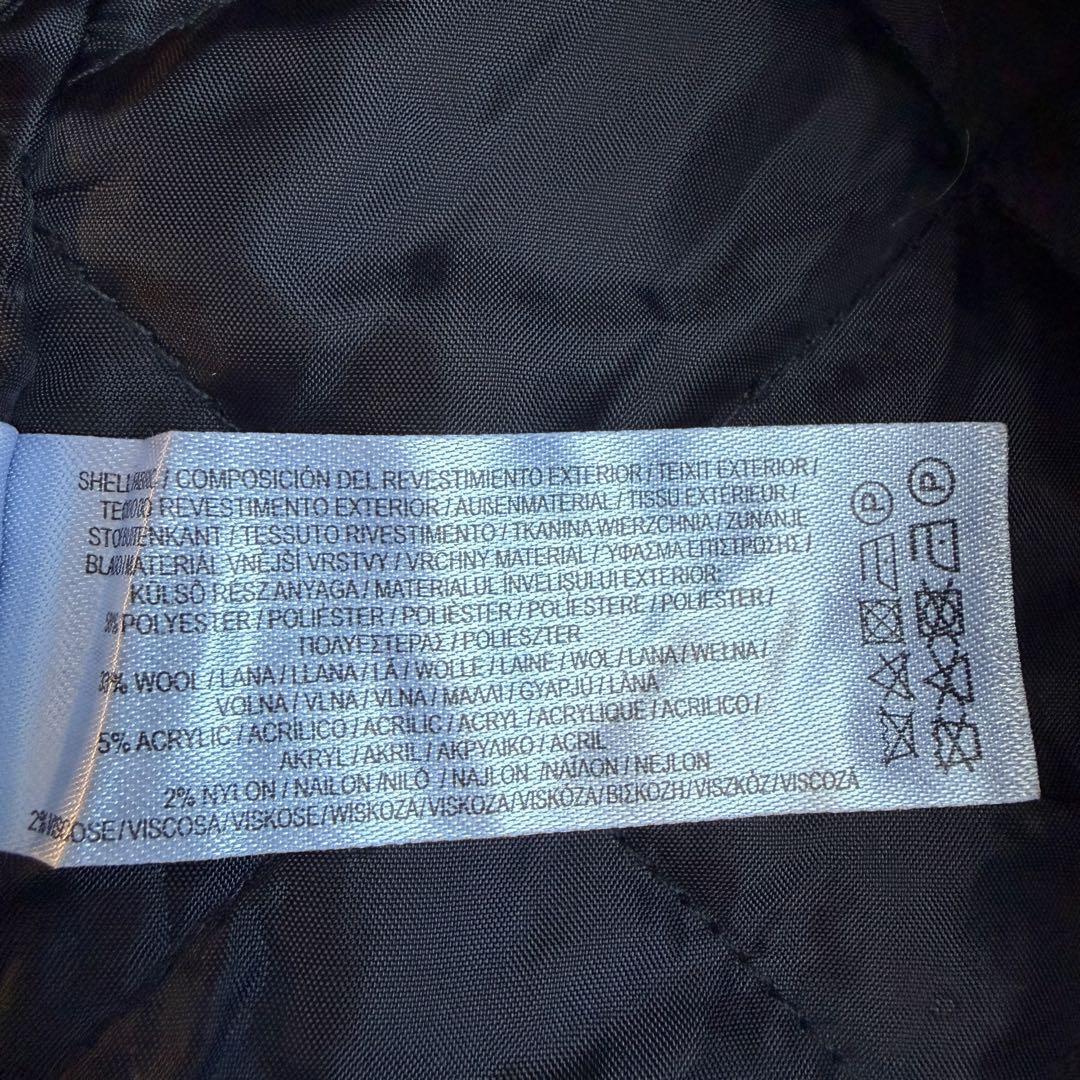 SHELL / COMPOSICIÓN DEL REVESTIMIENTO EXTERIOR / TEIXIT EXTERIOR /
REVESTIMENTO EXTERIOR / AUßENMATERIAL / TISSU EXTÉRIEUR /
/ TESSUTO RIVESTIMENTO / TKANINA WIERZCHNIA / ZUNANJE
MATERIÁL VNĚJŠÍ VRSTVY / VRCHNÝ MATERIÁL / ΥΦΑΣΜΑ ΕΠΙΣΤΡΩΣΗΣ /
KÜLSŐ RÉSZ ANYAGA / MATERIALUL ÎNVELIŞULUI EXTERIOR:
POLYESTER / POLIÉSTER / POLIÈSTER / POLIESTERE / POLIESTER /
ΠΟΛΥΕΣΤΕΡΑΣ / POLIÉSZTER
WOOL / LANA / LLANA / LÃ / WOLLE / LAINE / WOL / LANA / WEŁNA /
VOLNA / VLNA / VLNA / ΜΑΛΛΙ / GYAPJÚ / LÂNĂ
5% ACRYLIC / ACRÍLICO / ACRÍLIC / ACRYL / ACRYLIQUE / ACRILICO /
AKRYL / AKRIL / ΑΚΡΥΛΙΚΟ / ACRIL
2% NYLON / NAILON / NILÓ / NAJLON / ΝΑΪΛΟΝ / NEJLON
2% VISCOSE / VISCOSA / VISKOSE / WISKOZA / VISKOZA / VISKÓZA / ΒΙΣΚΟΖΗ / VISZKÓZ / VISCOZĂ
P
P